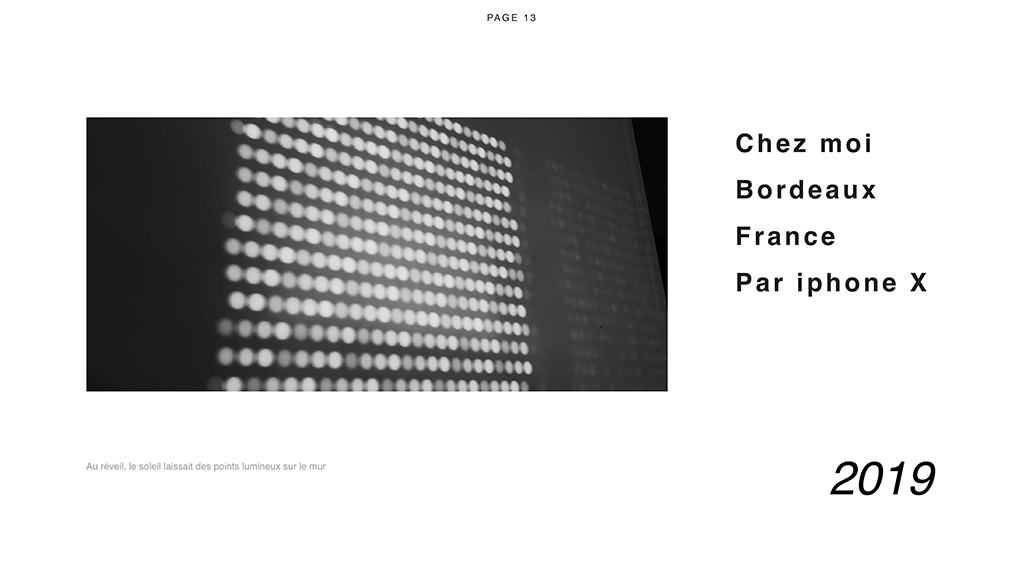 PAGE 13
Chez moi
Bordeaux
France
Par iphone X
Au réveil, le soleil laissait des points lumineux sur le mur
2019